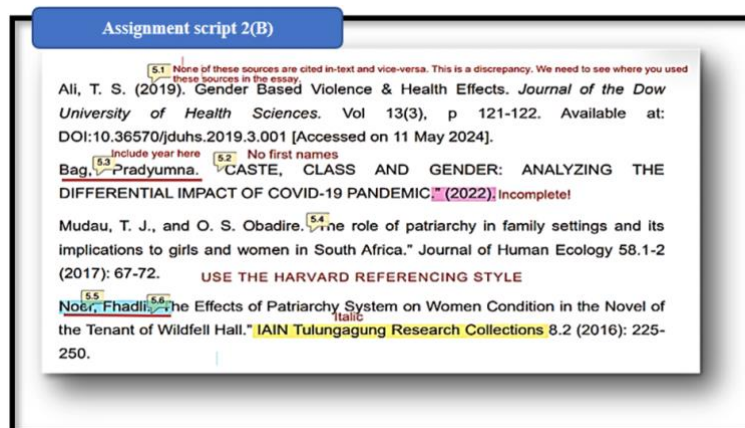 Assignment script 2(B)
5.1 None of these sources are cited in-text and vice-versa. This is a discrepancy. We need to see where you used
these sources in the essay.
Ali, T. S. (2019). Gender Based Violence & Health Effects. Journal of the Dow
University of Health Sciences. Vol 13(3), p 121-122. Available at:
DOI:10.36570/jduhs.2019.3.001 [Accessed on 11 May 2024].
Include year here 5.2 No first names
Bag, 5.3 Pradyumna. "CASTE, CLASS AND GENDER: ANALYZING THE
DIFFERENTIAL IMPACT OF COVID-19 PANDEMIC." (2022). Incomplete!
Mudau, T. J., and O. S. Obadire. 5.4 The role of patriarchy in family settings and its
implications to girls and women in South Africa." Journal of Human Ecology 58.1-2
(2017): 67-72. USE THE HARVARD REFERENCING STYLE
5.5 5.6
Noer, Fhadli. The Effects of Patriarchy System on Women Condition in the Novel of
Italic
the Tenant of Wildfell Hall." IAIN Tulungagung Research Collections 8.2 (2016): 225-
250.